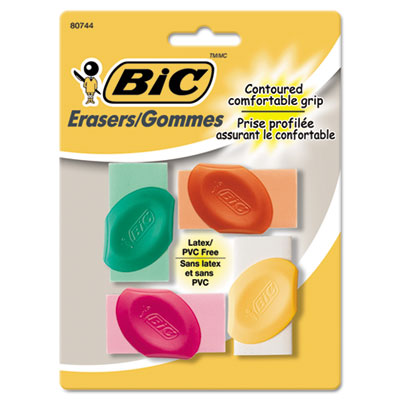 80744
TM/MC
BIC
Erasers/Gommes
Contoured
comfortable grip
Prise profilée
assurant le confortable
BIC
BIC
Latex/
PVC Free
Sans latex
et sans
PVC
BIC
BIC